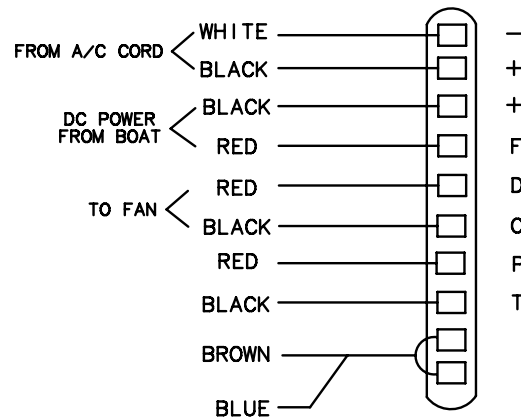 WHITE
FROM A/C CORD
BLACK
BLACK
DC POWER
FROM BOAT
RED
RED
TO FAN
BLACK
RED
BLACK
BROWN
BLUE
-
+
+
F
D
P
T